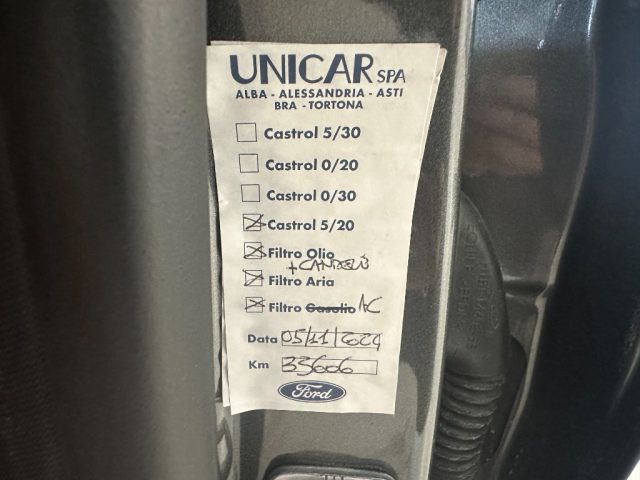 UNICAR SPA
ALBA - ALESSANDRIA - ASTI
BRA - TORTONA
Castrol 5/30
Castrol 0/20
Castrol 0/30
Castrol 5/20
Filtro Olio
+CANDELE
Filtro Aria
Filtro Gasolio AC
Data 05/11/2024
Km 33606
Ford